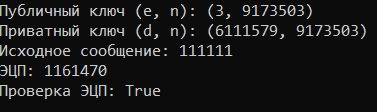 Публичный ключ (e, n): (3, 9173503)
Приватный ключ (d, n): (6111579, 9173503)
Исходное сообщение: 111111
ЭЦП: 1161470
Проверка ЭЦП: True